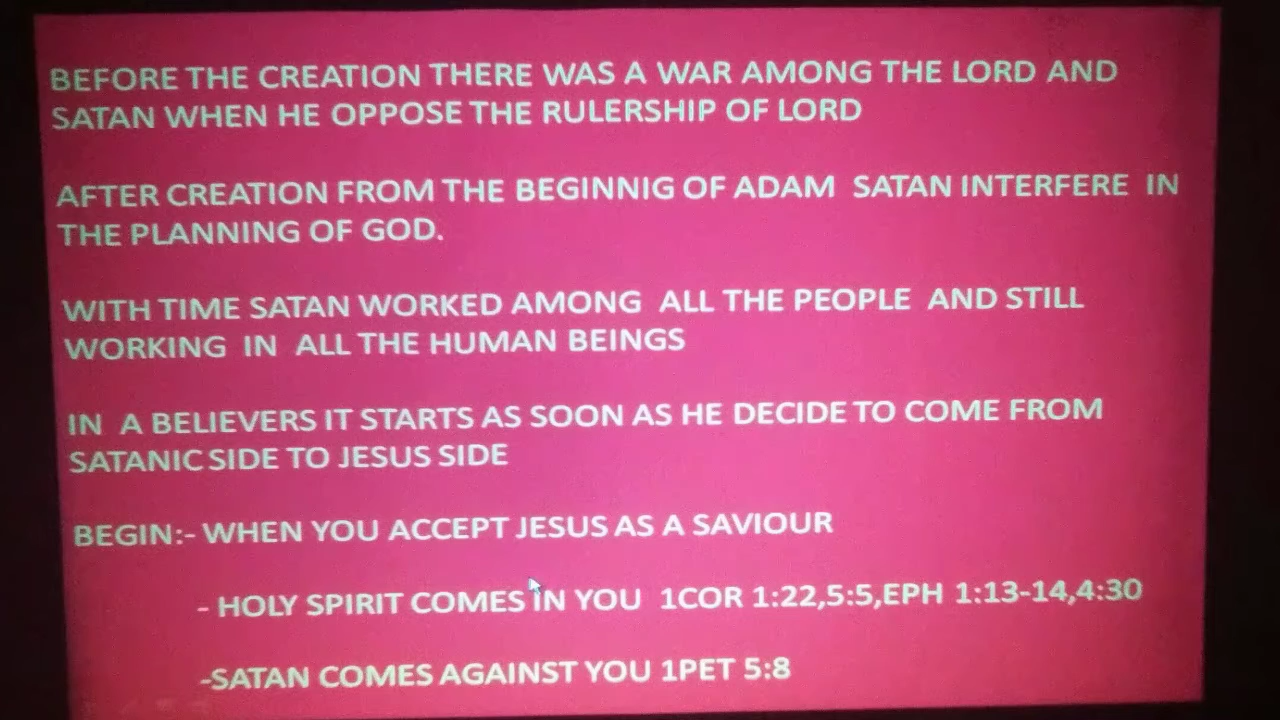 BEFORE THE CREATION THERE WAS A WAR AMONG THE LORD AND
SATAN WHEN HE OPPOSE THE RULERSHIP OF LORD
AFTER CREATION FROM THE BEGINNIG OF ADAM SATAN INTERFERE IN
THE PLANNING OF GOD.
WITH TIME SATAN WORKED AMONG ALL THE PEOPLE AND STILL
WORKING IN ALL THE HUMAN BEINGS
IN A BELIEVERS IT STARTS AS SOON AS HE DECIDE TO COME FROM
SATANIC SIDE TO JESUS SIDE
BEGIN:- WHEN YOU ACCEPT JESUS AS A SAVIOUR
- HOLY SPIRIT COMES IN YOU 1COR 1:22,5:5,EPH 1:13-14,4:30
-SATAN COMES AGAINST YOU 1PET 5:8